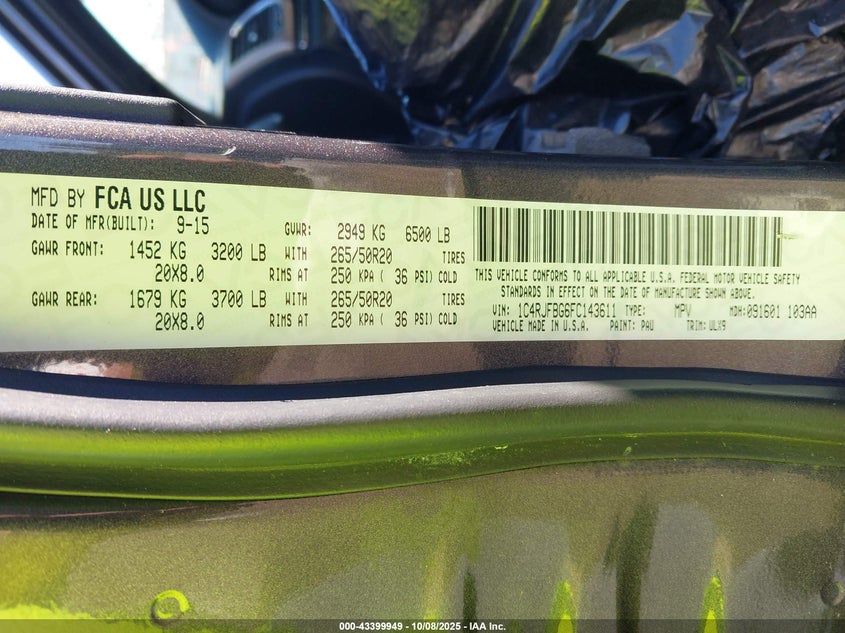 MFD BY FCA US LLC
DATE OF MFR(BUILT): 9-15 GVWR: 2949 KG 6500 LB
GAWR FRONT: 1452 KG 3200 LB WITH 265/50R20 TIRES
20X8.0 RIMS AT 250 KPA ( 36 PSI) COLD
GAWR REAR: 1679 KG 3700 LB WITH 265/50R20 TIRES
20X8.0 RIMS AT 250 KPA ( 36 PSI) COLD
THIS VEHICLE CONFORMS TO ALL APPLICABLE U.S.A. FEDERAL MOTOR VEHICLE SAFETY
STANDARDS IN EFFECT ON THE DATE OF MANUFACTURE SHOWN ABOVE.
VIN: 1C4RJFBG6FC143611 TYPE: MPV MDH: 091601 103AA
VEHICLE MADE IN U.S.A. PAINT: PAU TRIM: ULX9
000-43399949 - 10/08/2025 - IAA Inc.